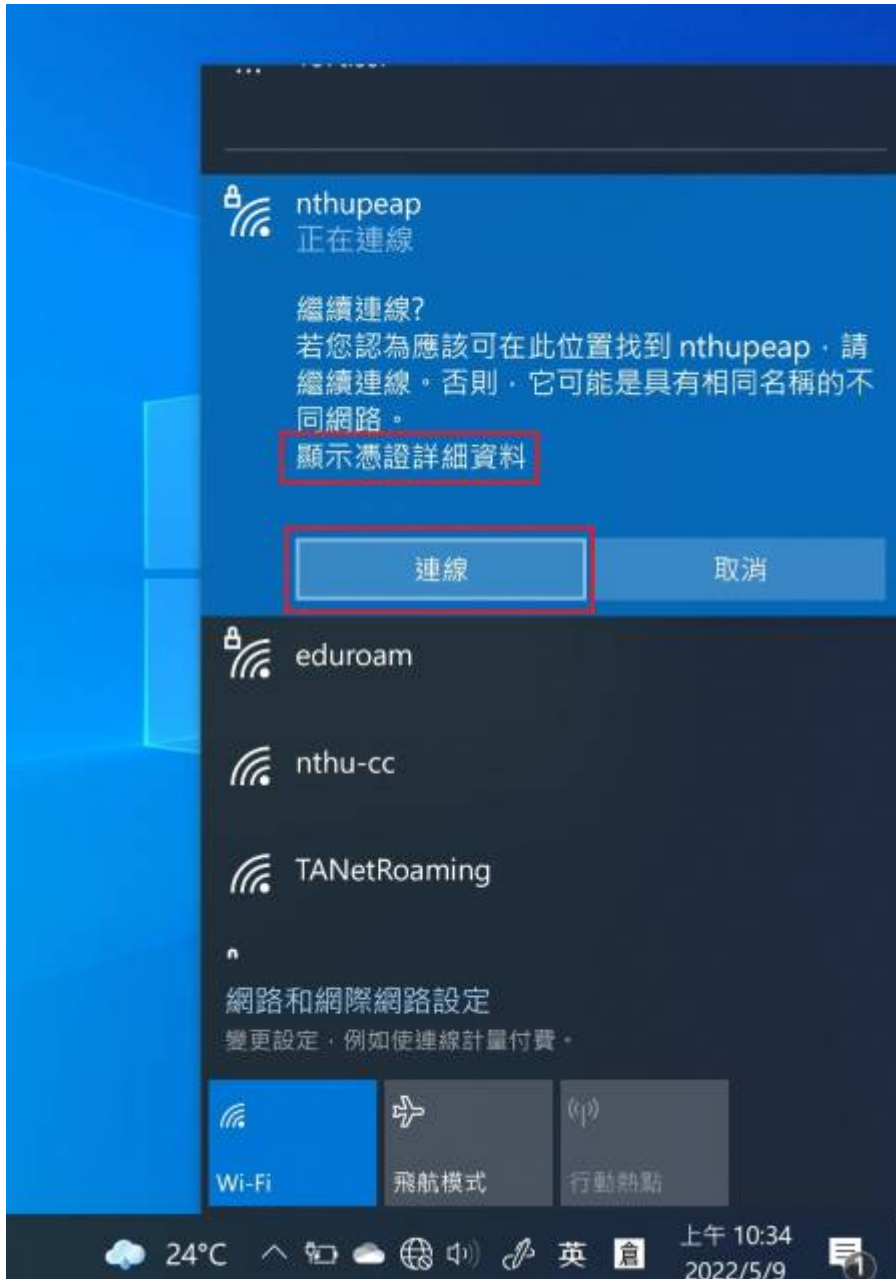 nthupeap
正在連線
繼續連線?
若您認為應該可在此位置找到 nthupeap，請
繼續連線。否則，它可能是具有相同名稱的不
同網路。
顯示憑證詳細資料
連線 取消
eduroam
nthu-cc
TANetRoaming
網路和網際網路設定
變更設定，例如使連線計量付費。
Wi-Fi 飛航模式 行動熱點
24°C 英 倉 上午 10:34
2022/5/9 1